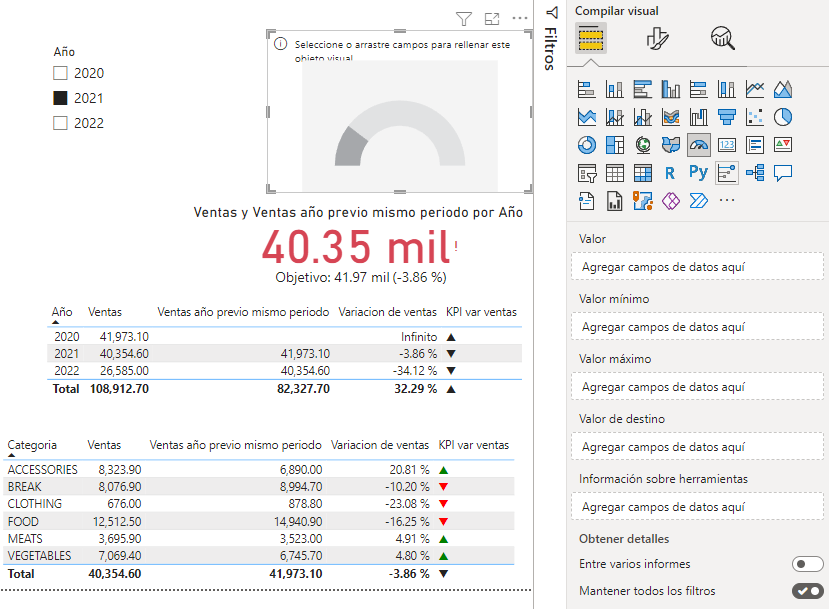 Año
2020
2021
2022
Seleccione o arrastre campos para rellenar este
objeto visual
Ventas y Ventas año previo mismo periodo por Año
40.35 mil!
Objetivo: 41.97 mil (-3.86 %)
Año Ventas Ventas año previo mismo periodo Variacion de ventas KPI var ventas
2020 41,973.10 Infinito ▲
2021 40,354.60 41,973.10 -3.86 % ▼
2022 26,585.00 40,354.60 -34.12 % ▼
Total 108,912.70 82,327.70 32.29 % ▲
Categoria Ventas Ventas año previo mismo periodo Variacion de ventas KPI var ventas
ACCESSORIES 8,323.90 6,890.00 20.81 % ▲
BREAK 8,076.90 8,994.70 -10.20 % ▼
CLOTHING 676.00 878.80 -23.08 % ▼
FOOD 12,512.50 14,940.90 -16.25 % ▼
MEATS 3,695.90 3,523.00 4.91 % ▲
VEGETABLES 7,069.40 6,745.70 4.80 % ▲
Total 40,354.60 41,973.10 -3.86 % ▼
Filtros
Compilar visual
123
R Py
Valor
Agregar campos de datos aquí
Valor mínimo
Agregar campos de datos aquí
Valor máximo
Agregar campos de datos aquí
Valor de destino
Agregar campos de datos aquí
Información sobre herramientas
Agregar campos de datos aquí
Obtener detalles
Entre varios informes
Mantener todos los filtros